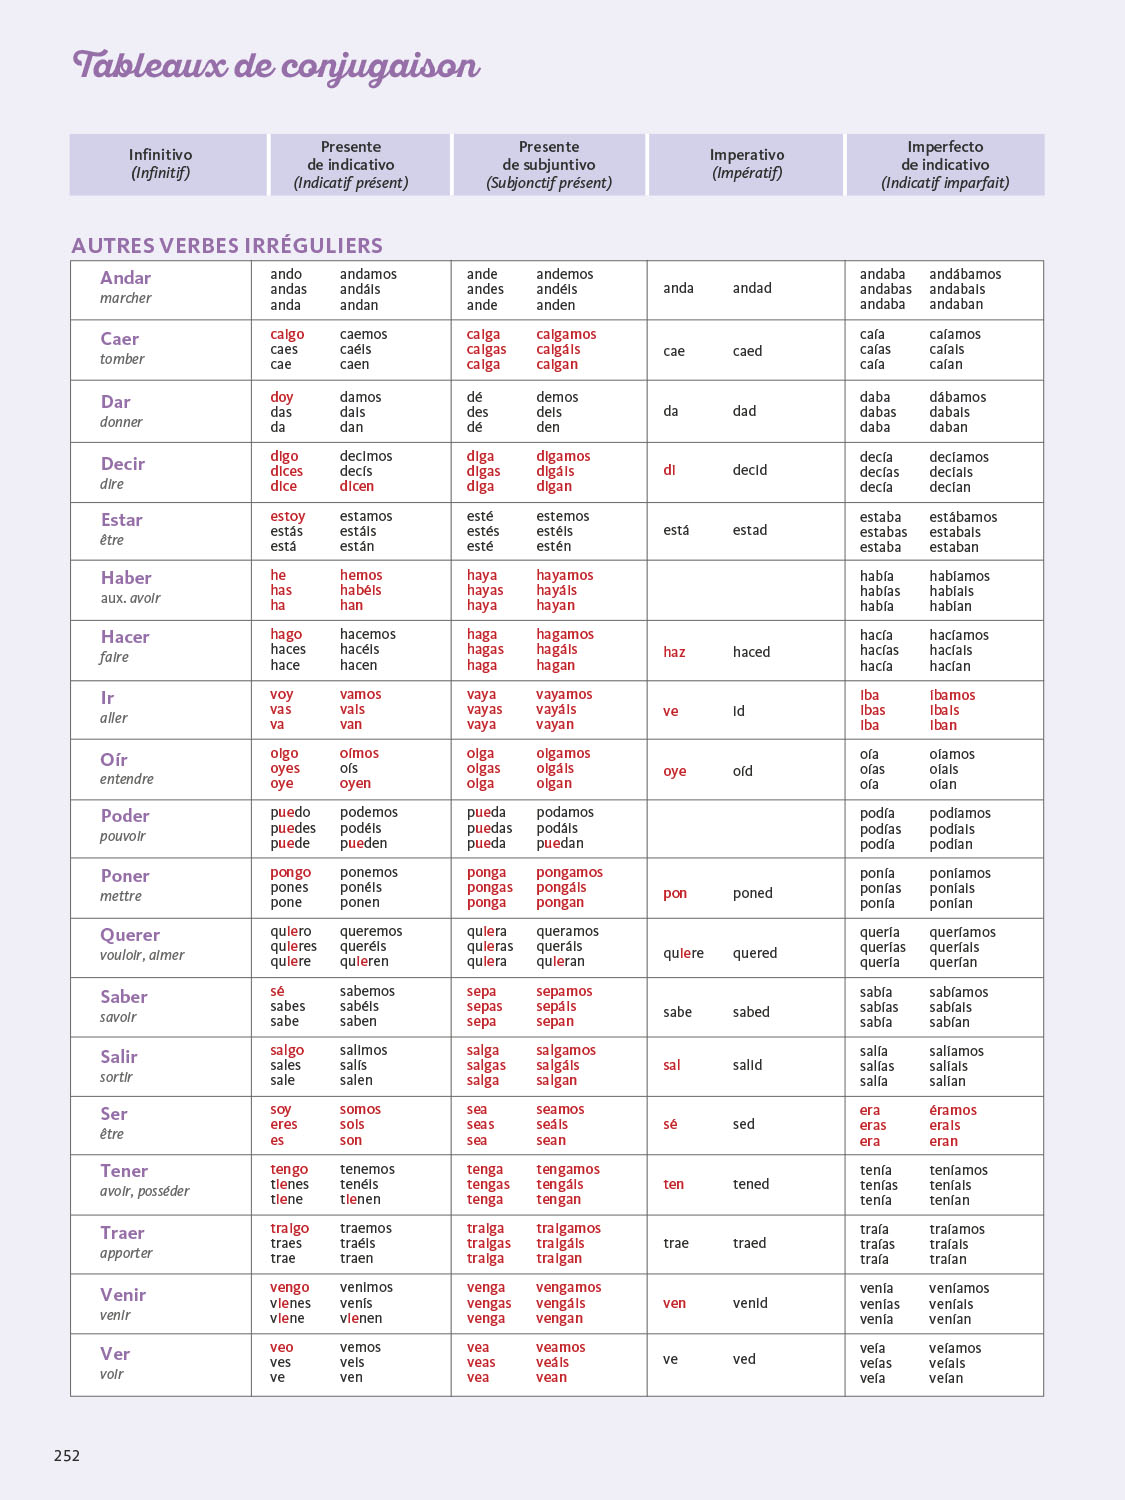 Tableaux de conjugaison
Infinitivo
(Infinitif)
Presente
de indicativo
(Indicatif présent)
Presente
de subjuntivo
(Subjonctif présent)
Imperativo
(Impératif)
Imperfecto
de indicativo
(Indicatif imparfait)
AUTRES VERBES IRRÉGULIERS
Andar
marcher
ando andamos
andas andáis
anda andan
ande andemos
andes andéis
ande anden
anda andad
andaba andábamos
andabas andabais
andaba andaban
Caer
tomber
caigo caemos
caes caéis
cae caen
caiga caigamos
caigas caigáis
caiga caigan
cae caed
caía caíamos
caías caíais
caía caían
Dar
donner
doy damos
das dais
da dan
dé demos
des deis
dé den
da dad
daba dábamos
dabas dabais
daba daban
Decir
dire
digo decimos
dices decís
dice dicen
diga digamos
digas digáis
diga digan
di decid
decía decíamos
decías decíais
decía decían
Estar
être
estoy estamos
estás estáis
está están
esté estemos
estés estéis
esté estén
está estad
estaba estábamos
estabas estabais
estaba estaban
Haber
aux. avoir
he hemos
has habéis
ha han
haya hayamos
hayas hayáis
haya hayan
había habíamos
habías habíais
había habían
Hacer
faire
hago hacemos
haces hacéis
hace hacen
haga hagamos
hagas hagáis
haga hagan
haz haced
hacía hacíamos
hacías hacíais
hacía hacían
Ir
aller
voy vamos
vas vais
va van
vaya vayamos
vayas vayáis
vaya vayan
ve id
iba íbamos
ibas ibais
iba iban
Oír
entendre
oigo oímos
oyes oís
oye oyen
oiga oigamos
oigas oigáis
oiga oigan
oye oíd
oía oíamos
oías oíais
oía oían
Poder
pouvoir
puedo podemos
puedes podéis
puede pueden
pueda podamos
puedas podáis
pueda puedan
podía podíamos
podías podíais
podía podían
Poner
mettre
pongo ponemos
pones ponéis
pone ponen
ponga pongamos
pongas pongáis
ponga pongan
pon poned
ponía poníamos
ponías poníais
ponía ponían
Querer
vouloir, aimer
quiero queremos
quieres queréis
quiere quieren
quiera queramos
quieras queráis
quiera quieran
quiere quered
quería queríamos
querías queríais
quería querían
Saber
savoir
sé sabemos
sabes sabéis
sabe saben
sepa sepamos
sepas sepáis
sepa sepan
sabe sabed
sabía sabíamos
sabías sabíais
sabía sabían
Salir
sortir
salgo salimos
sales salís
sale salen
salga salgamos
salgas salgáis
salga salgan
sal salid
salía salíamos
salías salíais
salía salían
Ser
être
soy somos
eres sois
es son
sea seamos
seas seáis
sea sean
sé sed
era éramos
eras erais
era eran
Tener
avoir, posséder
tengo tenemos
tienes tenéis
tiene tienen
tenga tengamos
tengas tengáis
tenga tengan
ten tened
tenía teníamos
tenías teníais
tenía tenían
Traer
apporter
traigo traemos
traes traéis
trae traen
traiga traigamos
traigas traigáis
traiga traigan
trae traed
traía traíamos
traías traíais
traía traían
Venir
venir
vengo venimos
vienes venís
viene vienen
venga vengamos
vengas vengáis
venga vengan
ven venid
venía veníamos
venías veníais
venía venían
Ver
voir
veo vemos
ves veis
ve ven
vea veamos
veas veáis
vea vean
ve ved
veía veíamos
veías veíais
veía veían
252